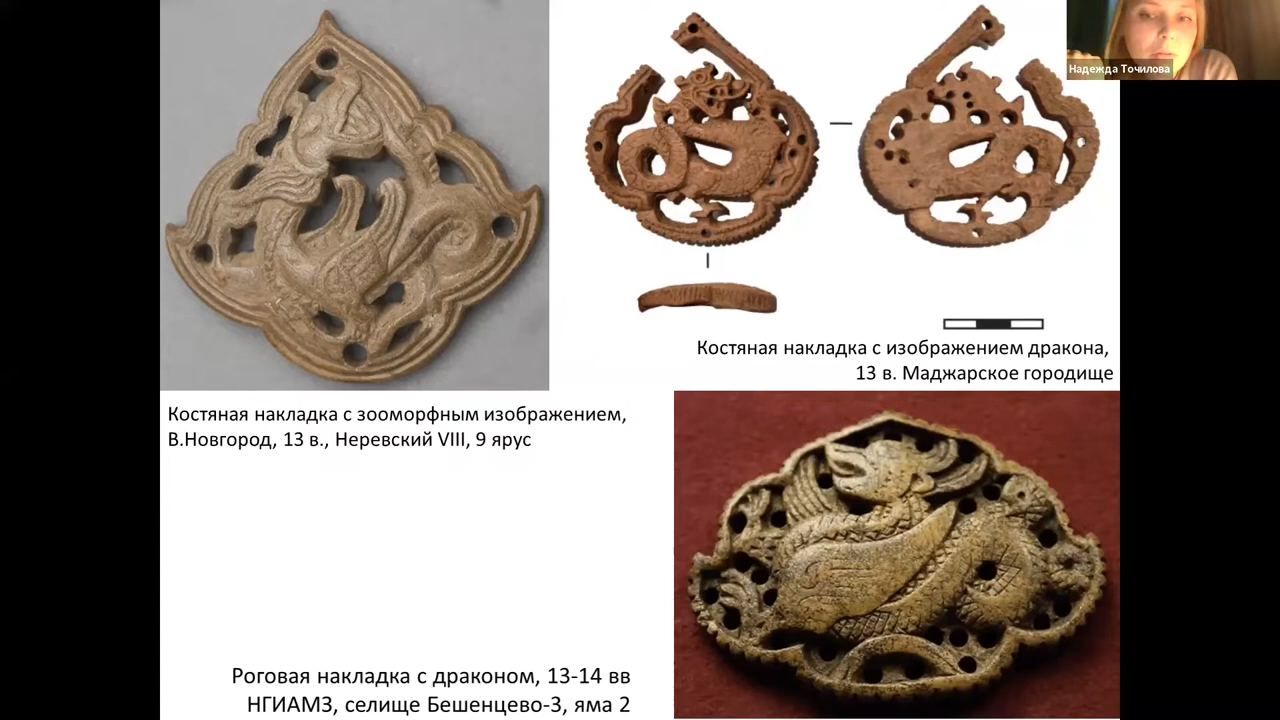 Надежда Точилова
Костяная накладка с изображением дракона,
13 в. Маджарское городище
Костяная накладка с зооморфным изображением,
В.Новгород, 13 в., Неревский VIII, 9 ярус
Роговая накладка с драконом, 13-14 вв
НГИАМЗ, селище Бешенцево-3, яма 2